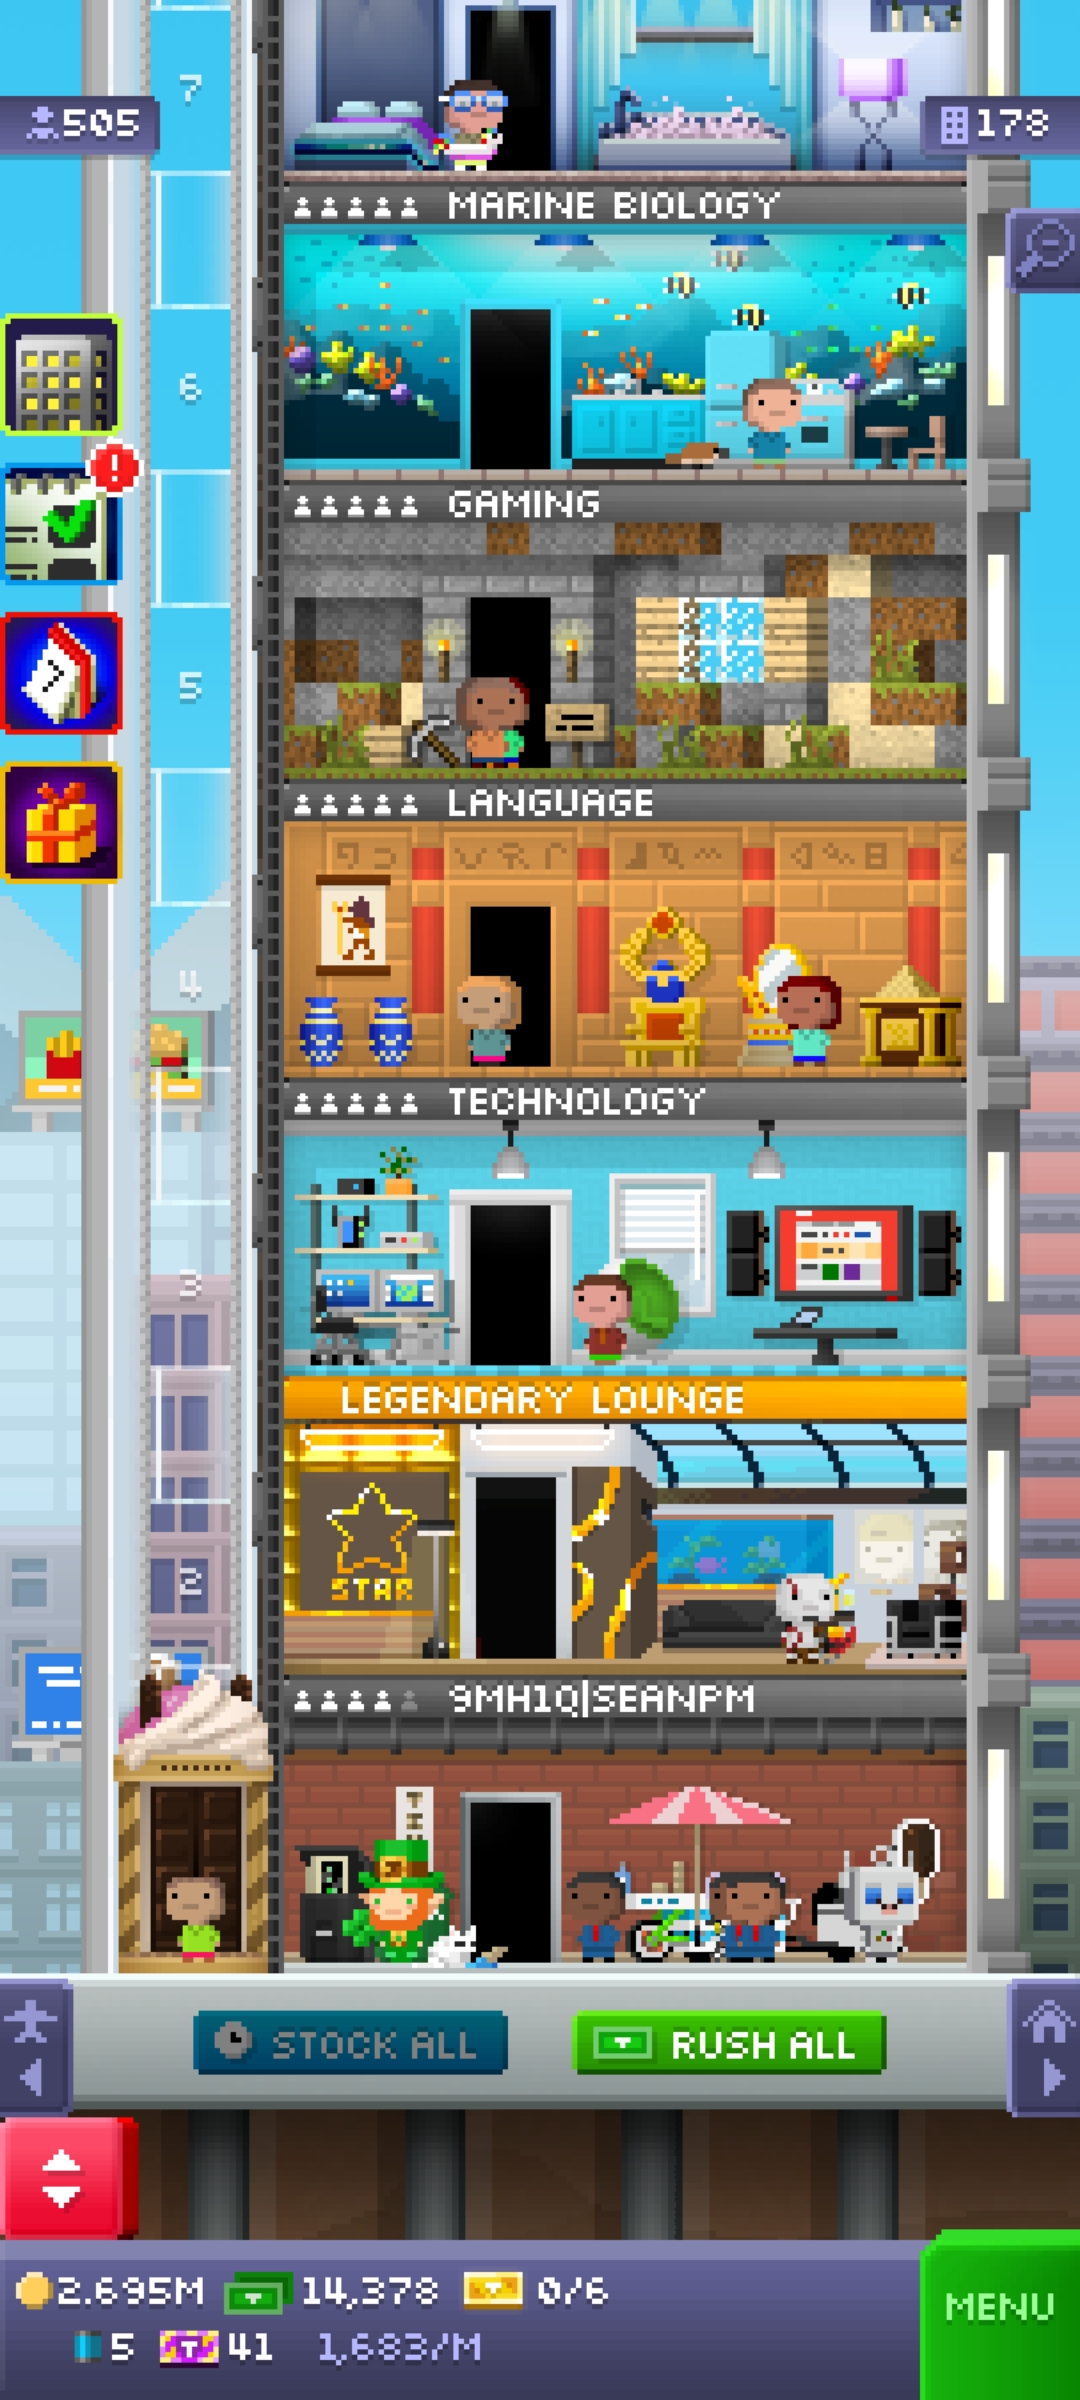 7
505
178
MARINE BIOLOGY
6
GAMING
5
LANGUAGE
4
TECHNOLOGY
3
LEGENDARY LOUNGE
STAR
2
9MH1Q|SEANPM
STOCK ALL
RUSH ALL
2.695M
14,378
0/6
MENU
5
41
1,683/M